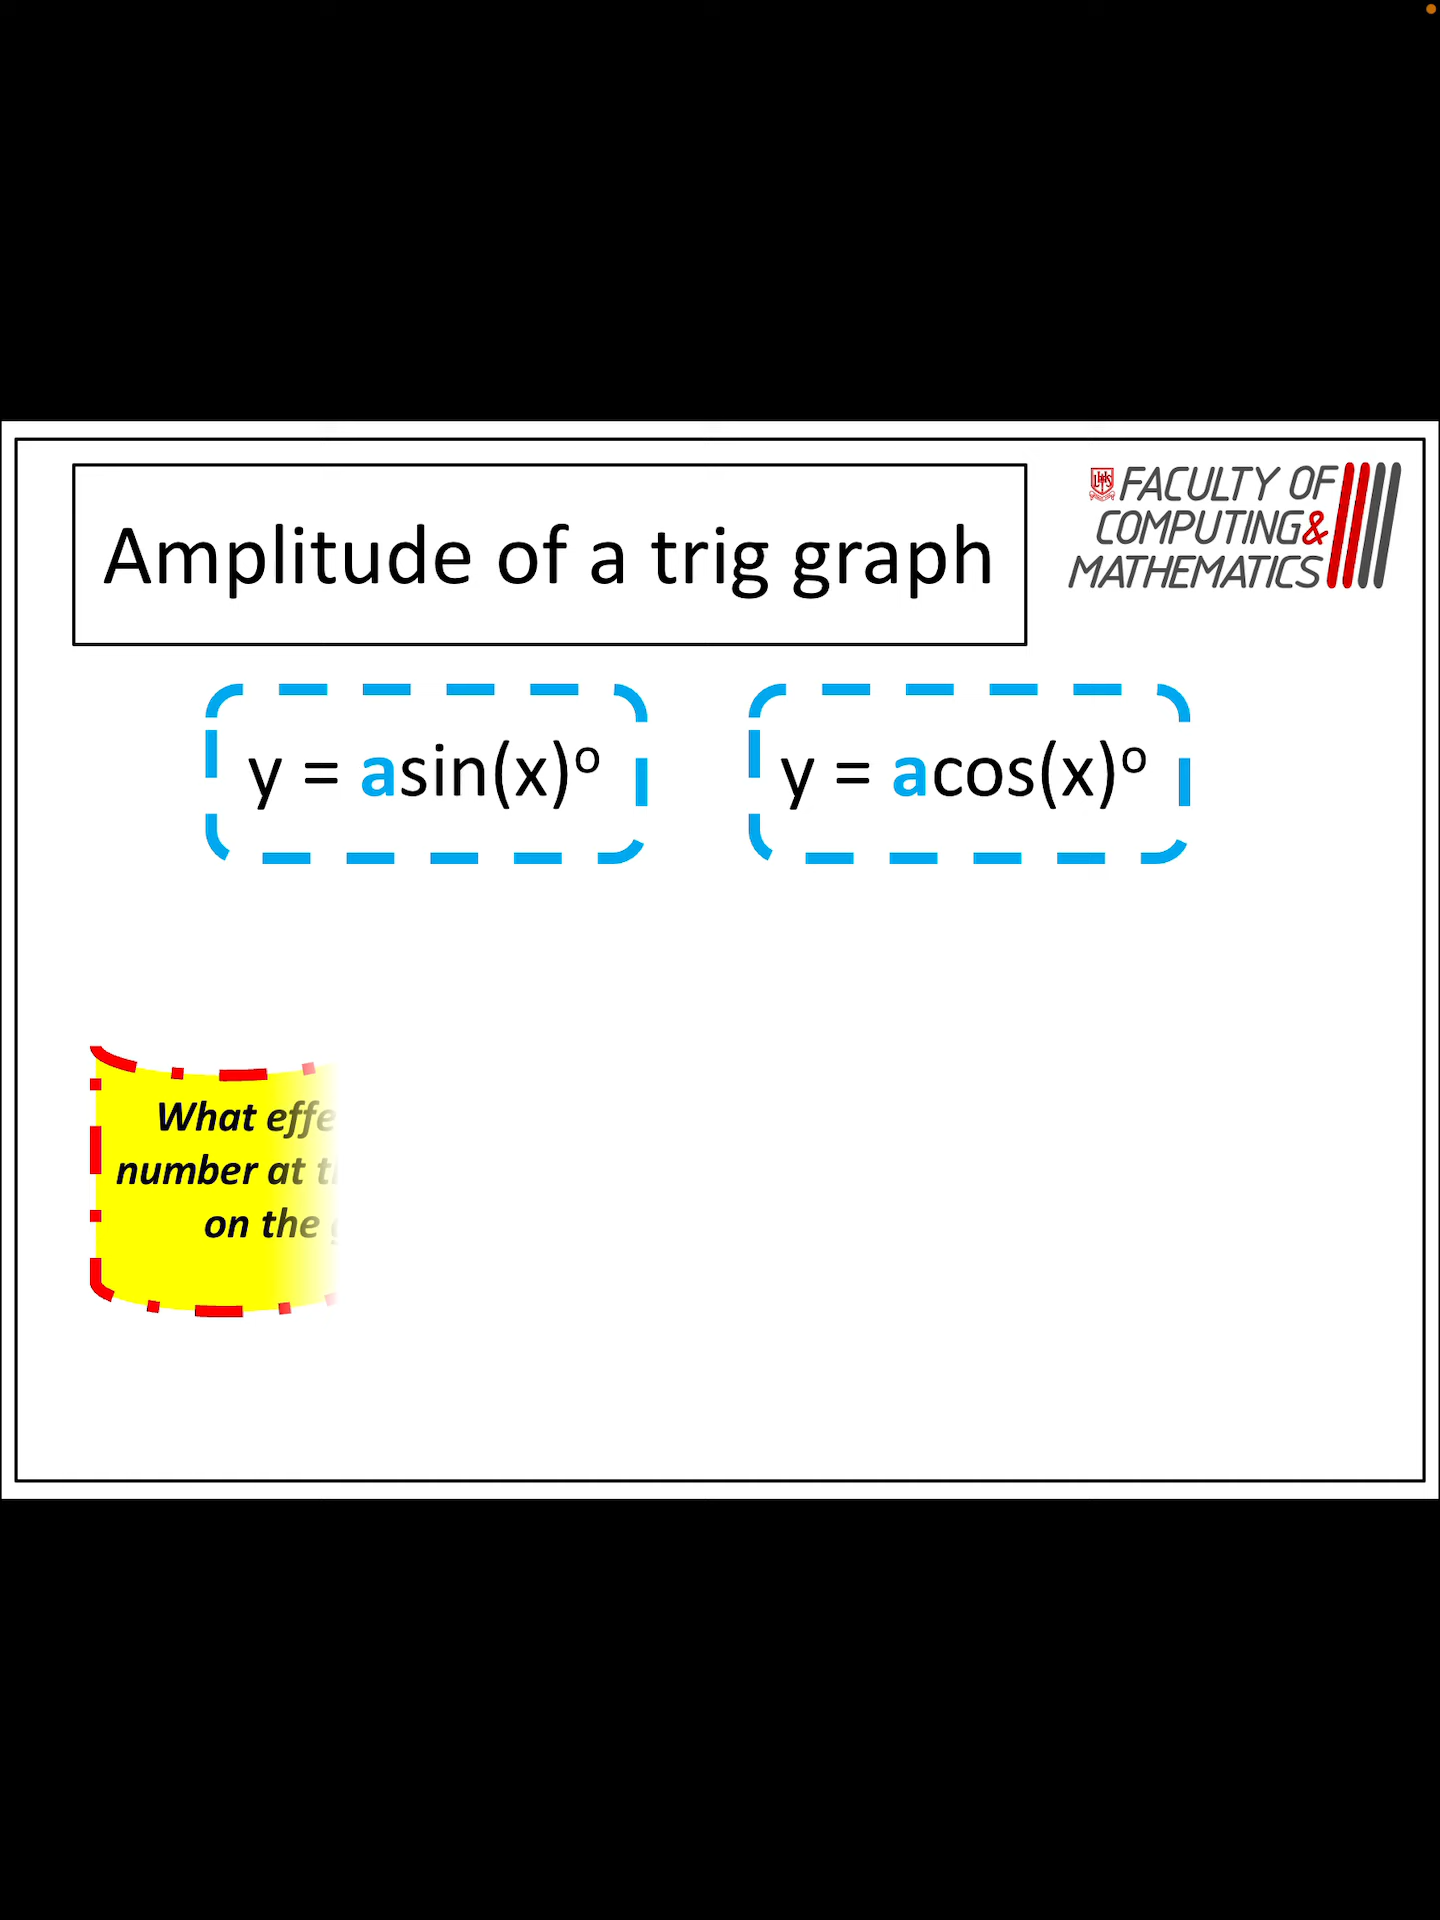 Amplitude of a trig graph
FACULTY OF
COMPUTING&
MATHEMATICS
y = asin(x)º
y = acos(x)º
What effe
number at t
on the